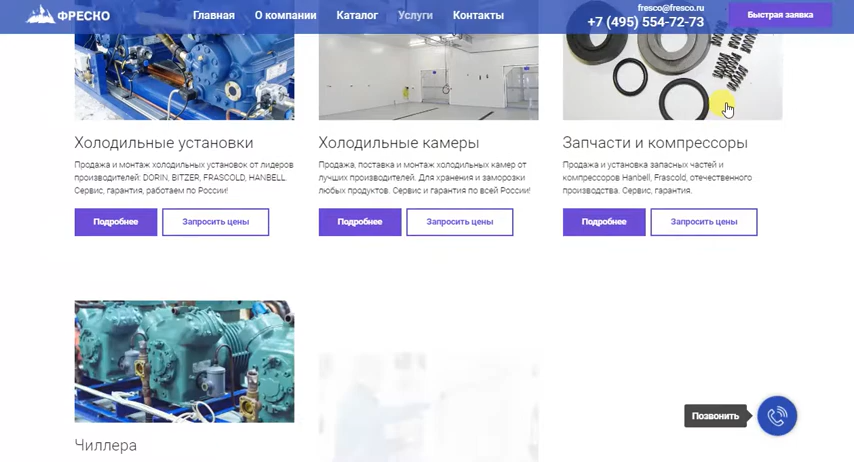 ФРЕСКО
Главная О компании Каталог Услуги Контакты
fresco@fresco.ru
+7 (495) 554-72-73
Быстрая заявка
Холодильные установки
Продажа и монтаж холодильных установок от лидеров
производителей: DORIN, BITZER, FRASCOLD, HANBELL.
Сервис, гарантия, работаем по России!
Подробнее Запросить цены
Холодильные камеры
Продажа, поставка и монтаж холодильных камер от
лучших производителей. Для хранения и заморозки
любых продуктов. Сервис и гарантия по всей России!
Подробнее Запросить цены
Запчасти и компрессоры
Продажа и установка запасных частей и
компрессоров Hanbell, Frascold, отечественного
производства. Сервис, гарантия.
Подробнее Запросить цены
Чиллера
Позвонить